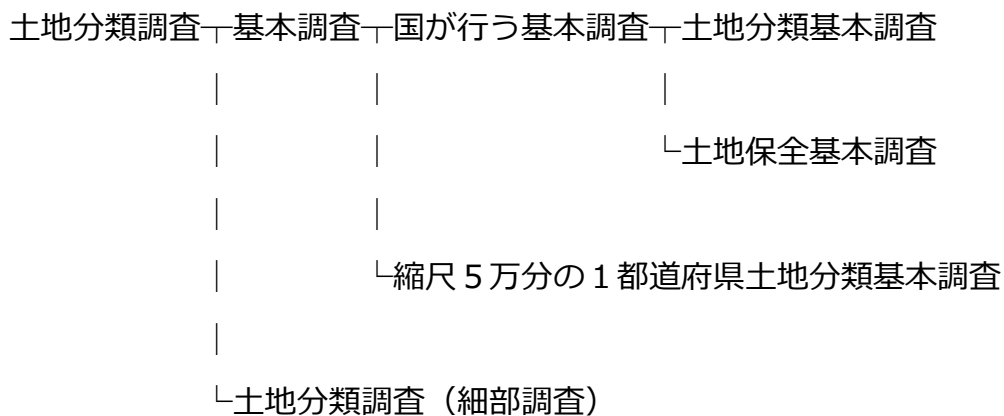 土地分類調査┬基本調査┬国が行う基本調査┬土地分類基本調査
│ │ │
│ │ └土地保全基本調査
│ │
│ └縮尺５万分の１都道府県土地分類基本調査
│
└土地分類調査（細部調査）